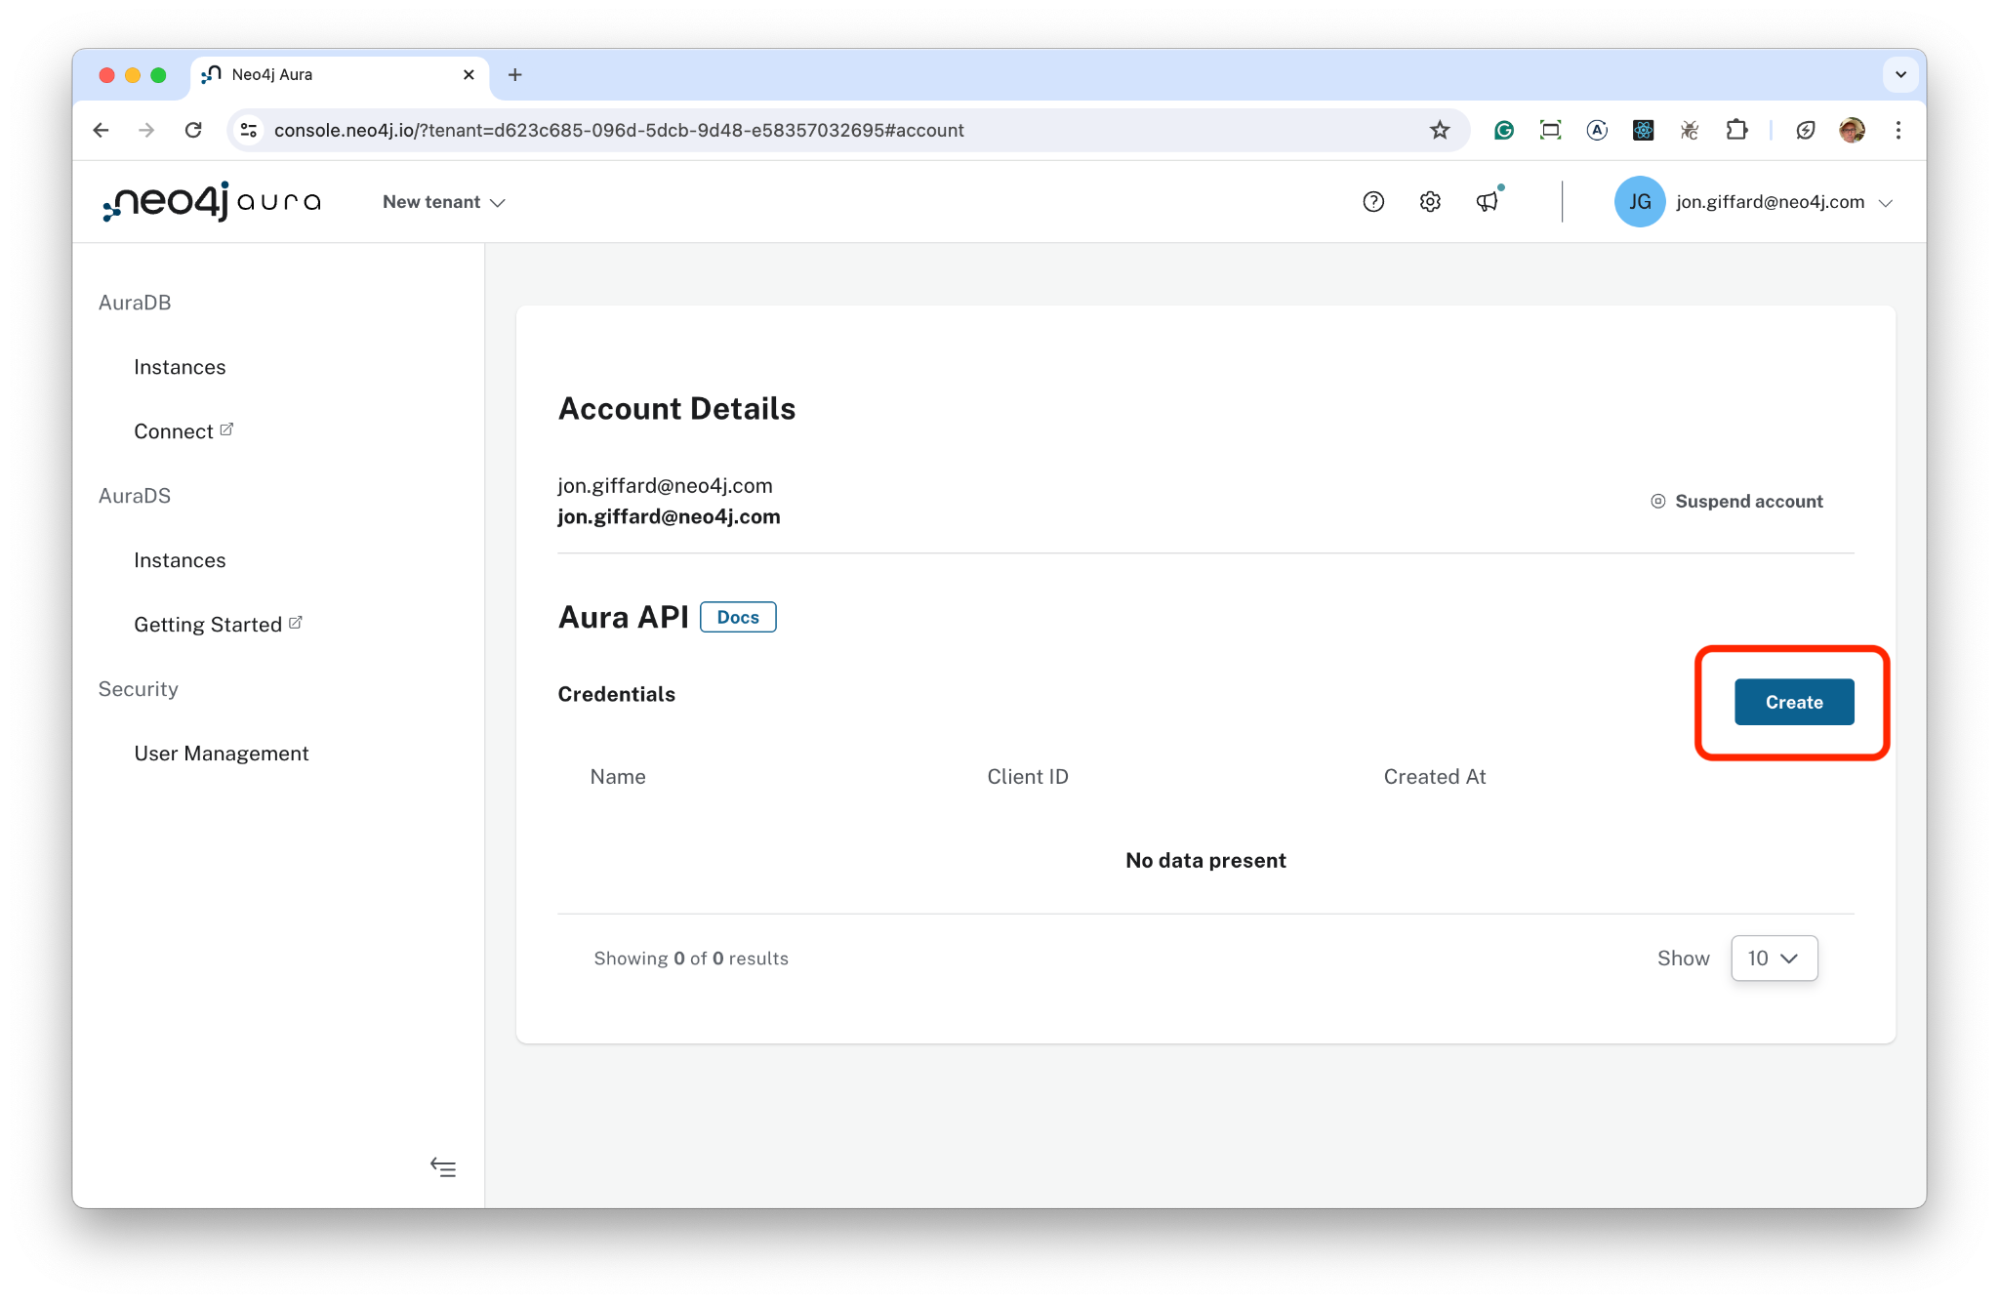 Neo4j Aura
console.neo4j.io/?tenant=d623c685-096d-5dcb-9d48-e58357032695#account
neo4j aura
New tenant
JG
jon.giffard@neo4j.com
AuraDB
Instances
Connect
AuraDS
Instances
Getting Started
Security
User Management
Account Details
jon.giffard@neo4j.com
jon.giffard@neo4j.com
Suspend account
Aura API Docs
Credentials
Create
Name Client ID Created At
No data present
Showing 0 of 0 results
Show 10